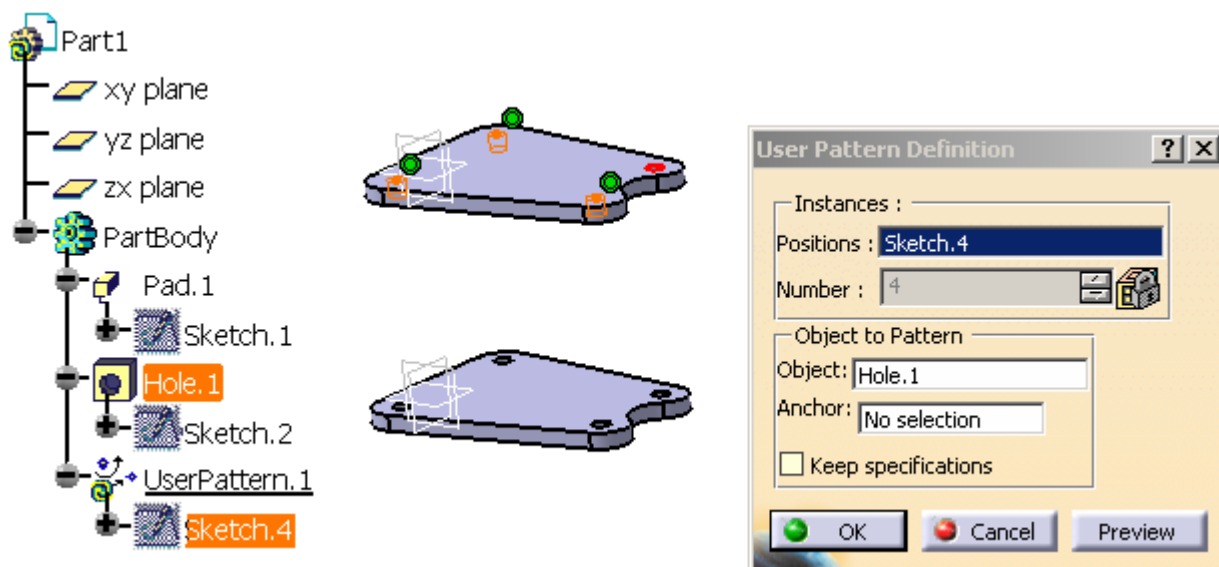 Part1
xy plane
yz plane
zx plane
PartBody
Pad.1
Sketch.1
Hole.1
Sketch.2
UserPattern.1
Sketch.4
User Pattern Definition ? X
Instances :
Positions : Sketch.4
Number : 4
Object to Pattern
Object: Hole.1
Anchor: No selection
Keep specifications
OK Cancel Preview